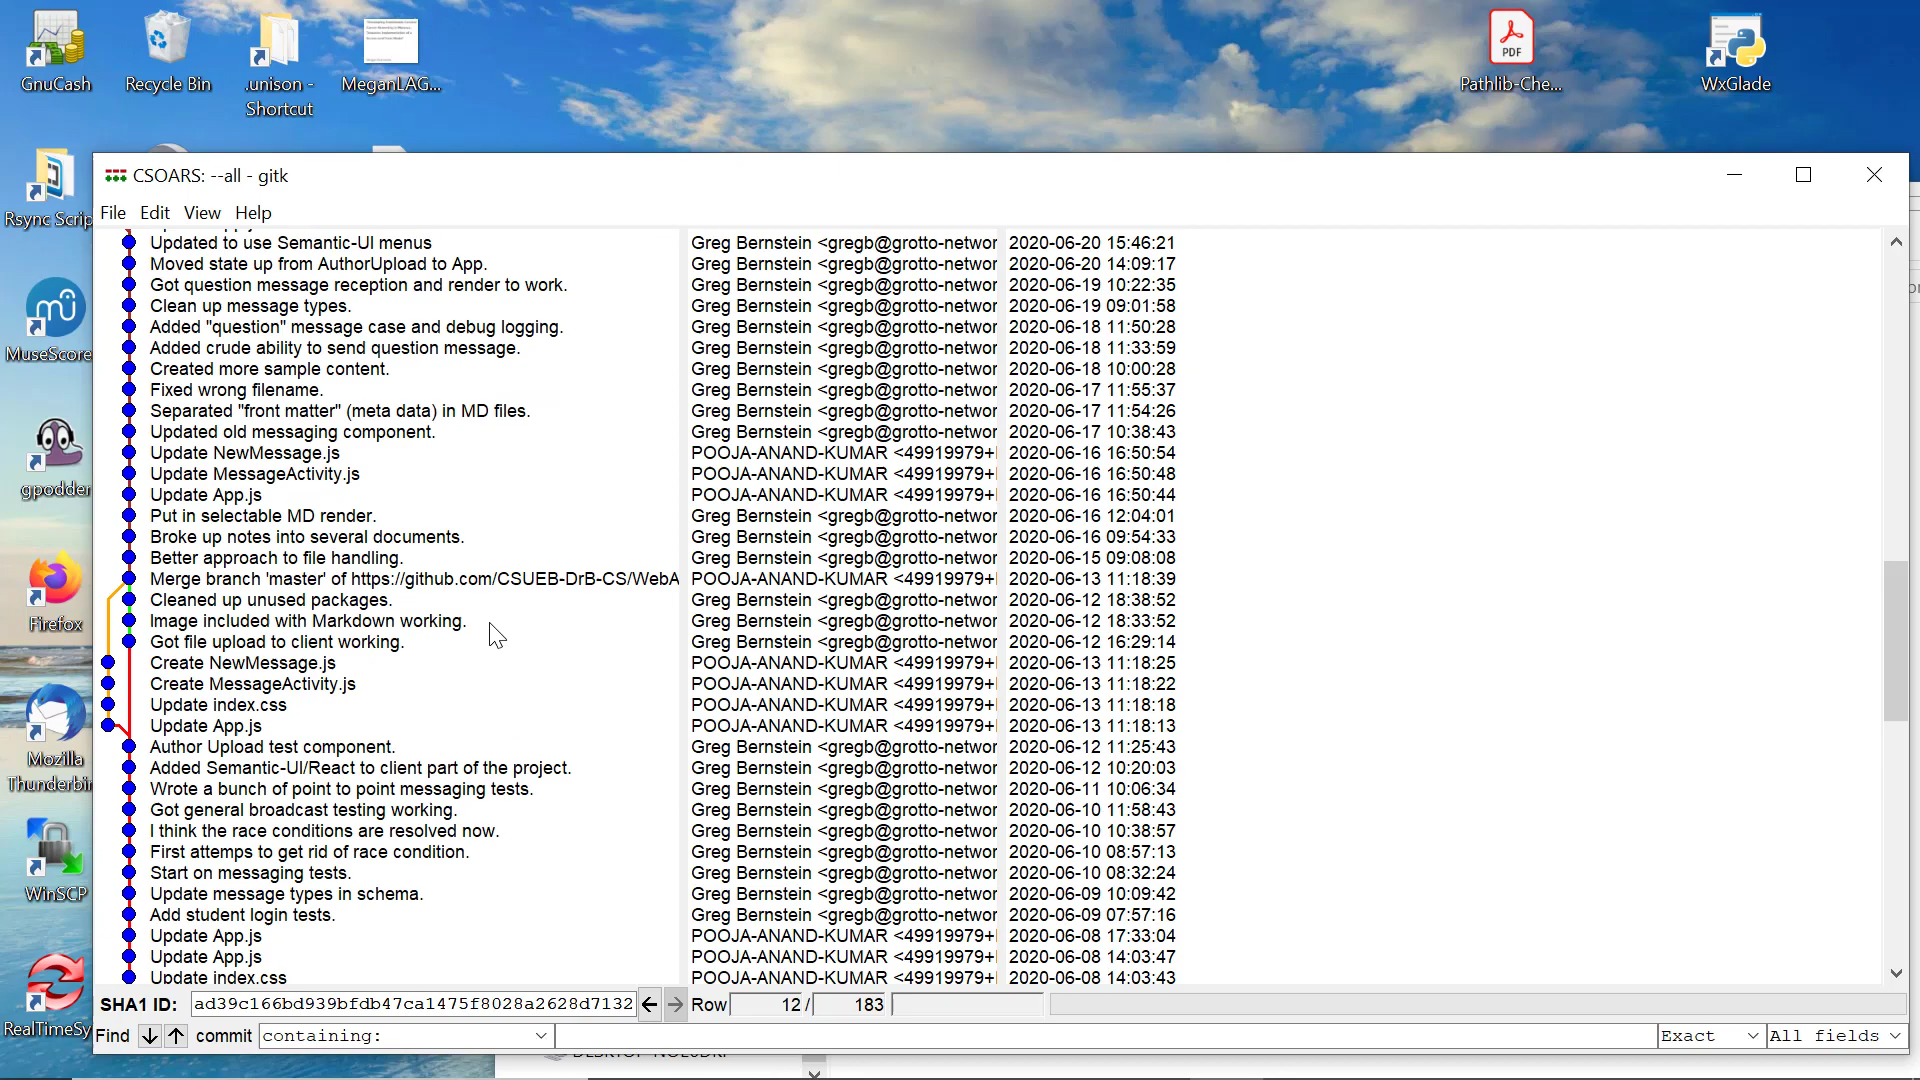 GnuCash
Recycle Bin
.unison -
Shortcut
MeganLAG...
PDF
Pathlib-Che...
WxGlade
Rsync Scrip
MuseScore
gpodder
Firefox
Mozilla
Thunderbir
WinSCP
RealTimeSy
CSOARS: --all - gitk
File Edit View Help
Updated to use Semantic-UI menus Greg Bernstein <gregb@grotto-networ 2020-06-20 15:46:21
Moved state up from AuthorUpload to App. Greg Bernstein <gregb@grotto-networ 2020-06-20 14:09:17
Got question message reception and render to work. Greg Bernstein <gregb@grotto-networ 2020-06-19 10:22:35
Clean up message types. Greg Bernstein <gregb@grotto-networ 2020-06-19 09:01:58
Added "question" message case and debug logging. Greg Bernstein <gregb@grotto-networ 2020-06-18 11:50:28
Added crude ability to send question message. Greg Bernstein <gregb@grotto-networ 2020-06-18 11:33:59
Created more sample content. Greg Bernstein <gregb@grotto-networ 2020-06-18 10:00:28
Fixed wrong filename. Greg Bernstein <gregb@grotto-networ 2020-06-17 11:55:37
Separated "front matter" (meta data) in MD files. Greg Bernstein <gregb@grotto-networ 2020-06-17 11:54:26
Updated old messaging component. Greg Bernstein <gregb@grotto-networ 2020-06-17 10:38:43
Update NewMessage.js POOJA-ANAND-KUMAR <49919979+ 2020-06-16 16:50:54
Update MessageActivity.js POOJA-ANAND-KUMAR <49919979+ 2020-06-16 16:50:48
Update App.js POOJA-ANAND-KUMAR <49919979+ 2020-06-16 16:50:44
Put in selectable MD render. Greg Bernstein <gregb@grotto-networ 2020-06-16 12:04:01
Broke up notes into several documents. Greg Bernstein <gregb@grotto-networ 2020-06-16 09:54:33
Better approach to file handling. Greg Bernstein <gregb@grotto-networ 2020-06-15 09:08:08
Merge branch 'master' of https://github.com/CSUEB-DrB-CS/WebA POOJA-ANAND-KUMAR <49919979+ 2020-06-13 11:18:39
Cleaned up unused packages. Greg Bernstein <gregb@grotto-networ 2020-06-12 18:38:52
Image included with Markdown working. Greg Bernstein <gregb@grotto-networ 2020-06-12 18:33:52
Got file upload to client working. Greg Bernstein <gregb@grotto-networ 2020-06-12 16:29:14
Create NewMessage.js POOJA-ANAND-KUMAR <49919979+ 2020-06-13 11:18:25
Create MessageActivity.js POOJA-ANAND-KUMAR <49919979+ 2020-06-13 11:18:22
Update index.css POOJA-ANAND-KUMAR <49919979+ 2020-06-13 11:18:18
Update App.js POOJA-ANAND-KUMAR <49919979+ 2020-06-13 11:18:13
Author Upload test component. Greg Bernstein <gregb@grotto-networ 2020-06-12 11:25:43
Added Semantic-UI/React to client part of the project. Greg Bernstein <gregb@grotto-networ 2020-06-12 10:20:03
Wrote a bunch of point to point messaging tests. Greg Bernstein <gregb@grotto-networ 2020-06-11 10:06:34
Got general broadcast testing working. Greg Bernstein <gregb@grotto-networ 2020-06-10 11:58:43
I think the race conditions are resolved now. Greg Bernstein <gregb@grotto-networ 2020-06-10 10:38:57
First attemps to get rid of race condition. Greg Bernstein <gregb@grotto-networ 2020-06-10 08:57:13
Start on messaging tests. Greg Bernstein <gregb@grotto-networ 2020-06-10 08:32:24
Update message types in schema. Greg Bernstein <gregb@grotto-networ 2020-06-09 10:09:42
Add student login tests. Greg Bernstein <gregb@grotto-networ 2020-06-09 07:57:16
Update App.js POOJA-ANAND-KUMAR <49919979+ 2020-06-08 17:33:04
Update App.js POOJA-ANAND-KUMAR <49919979+ 2020-06-08 14:03:47
Update index.css POOJA-ANAND-KUMAR <49919979+ 2020-06-08 14:03:43
SHA1 ID: ad39c166bd939bfdb47ca1475f8028a2628d7132 Row 12 / 183
Find commit containing: Exact All fields